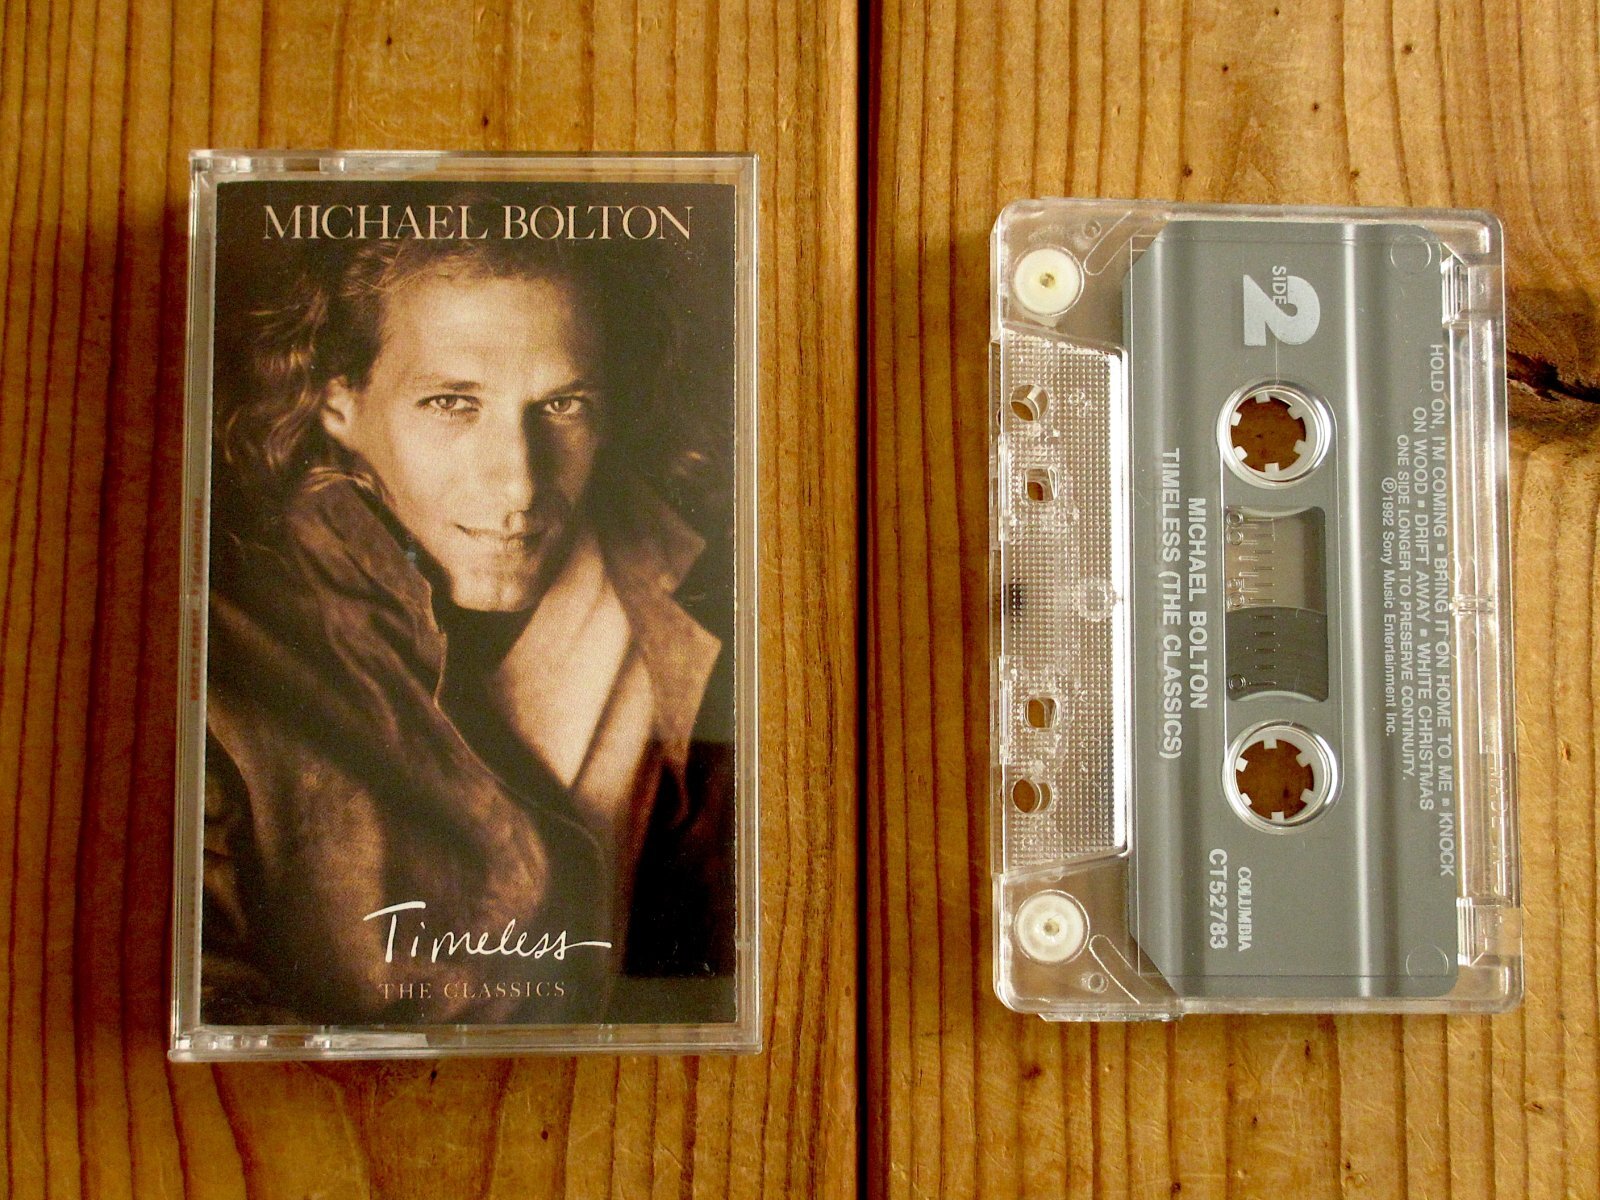 MICHAEL BOLTON
Timeless
THE CLASSICS
SIDE
2
HOLD ON, I'M COMING ▪ BRING IT ON HOME TO ME ▪ KNOCK
ON WOOD ▪ DRIFT AWAY ▪ WHITE CHRISTMAS
ONE SIDE LONGER TO PRESERVE CONTINUITY.
℗1992 Sony Music Entertainment Inc.
MICHAEL BOLTON
TIMELESS (THE CLASSICS)
COLUMBIA
CT52783